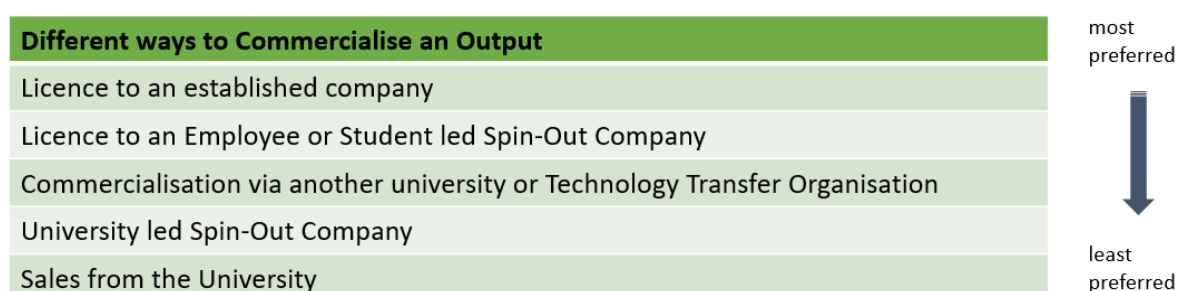 Different ways to Commercialise an Output
Licence to an established company
Licence to an Employee or Student led Spin-Out Company
Commercialisation via another university or Technology Transfer Organisation
University led Spin-Out Company
Sales from the University
most
preferred
least
preferred